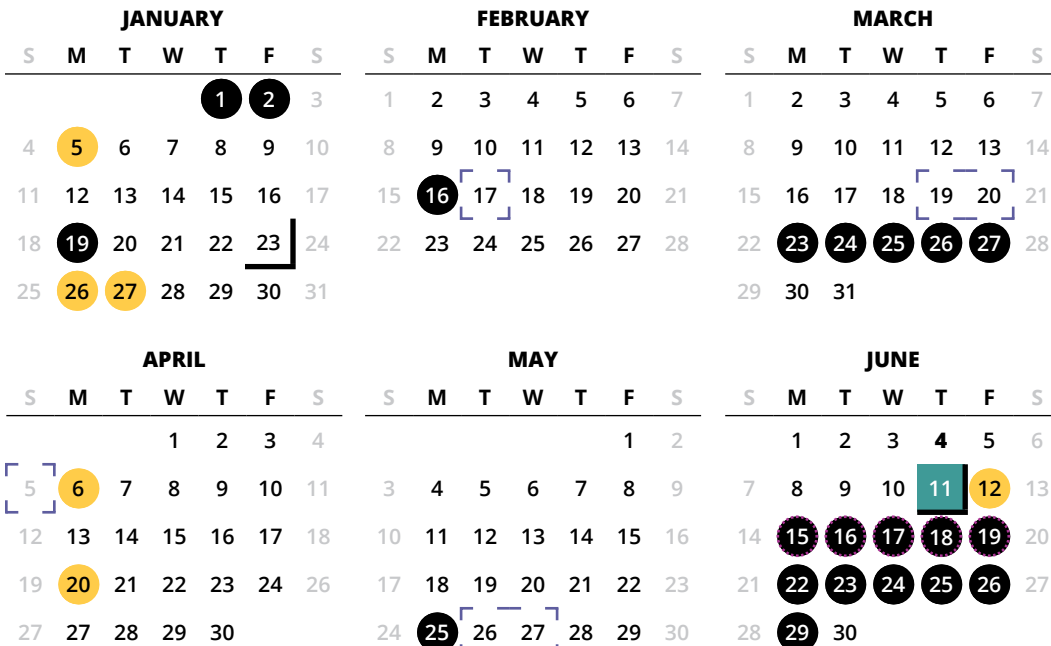 JANUARY FEBRUARY MARCH
S M T W T F S S M T W T F S S M T W T F S
1 2 3 1 2 3 4 5 6 7 1 2 3 4 5 6 7
4 5 6 7 8 9 10 8 9 10 11 12 13 14 8 9 10 11 12 13 14
11 12 13 14 15 16 17 15 16 17 18 19 20 21 15 16 17 18 19 20 21
18 19 20 21 22 23 24 22 23 24 25 26 27 28 22 23 24 25 26 27 28
25 26 27 28 29 30 31 29 30 31
APRIL MAY JUNE
S M T W T F S S M T W T F S S M T W T F S
1 2 3 4 1 2 1 2 3 4 5 6
5 6 7 8 9 10 11 3 4 5 6 7 8 9 7 8 9 10 11 12 13
12 13 14 15 16 17 18 10 11 12 13 14 15 16 14 15 16 17 18 19 20
19 20 21 22 23 24 26 17 18 19 20 21 22 23 21 22 23 24 25 26 27
27 27 28 29 30 24 25 26 27 28 29 30 28 29 30